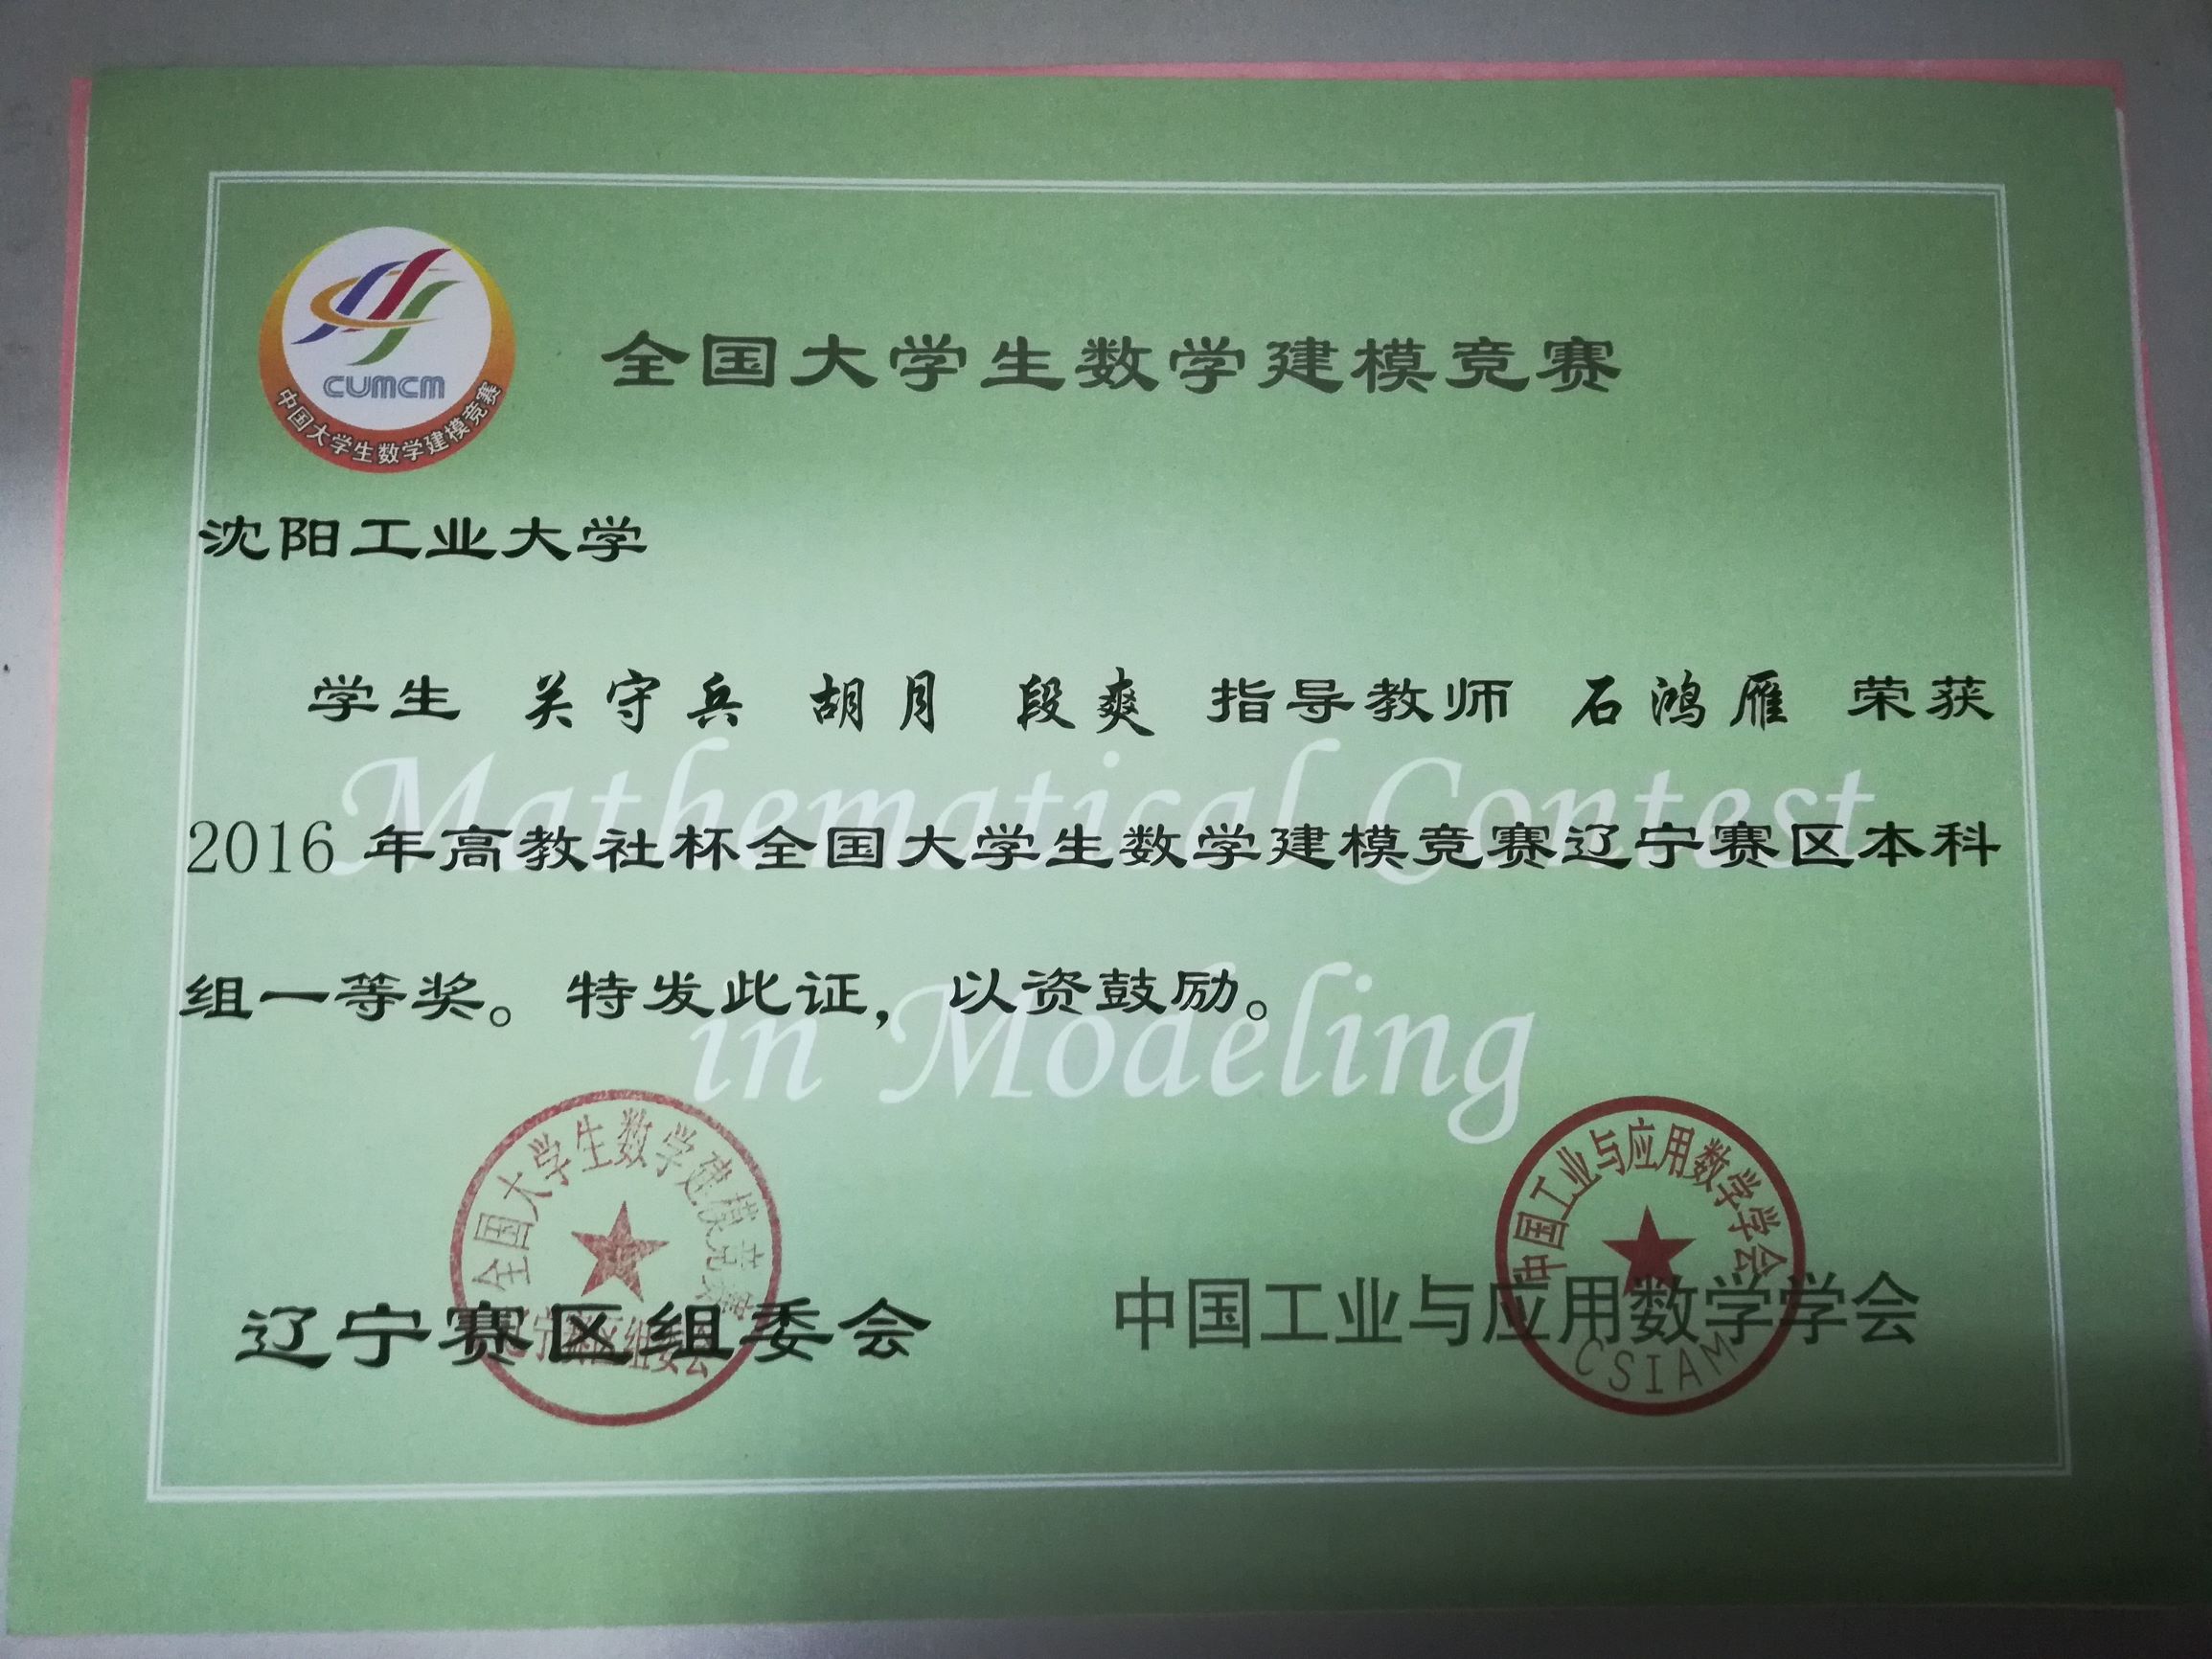 CUMCM
中国大学生数学建模竞赛
全国大学生数学建模竞赛
沈阳工业大学
学生 关守兵 胡月 段爽 指导教师 石鸿雁 荣获
2016 年高教社杯全国大学生数学建模竞赛辽宁赛区本科
组一等奖。特发此证，以资鼓励。
Mathematical Contest
in Modeling
全国大学生数学建模竞赛
辽宁赛区组委会
辽宁赛区组委会
中国工业与应用数学学会
CSIAM
中国工业与应用数学学会